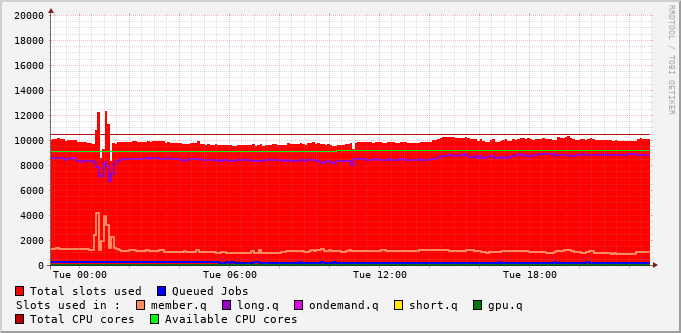 20000
18000
16000
14000
12000
10000
8000
6000
4000
2000
0
Tue 00:00 Tue 06:00 Tue 12:00 Tue 18:00
Total slots used Queued Jobs
Slots used in : member.q long.q ondemand.q short.q gpu.q
Total CPU cores Available CPU cores
RRDTOOL / TOBI OETIKER